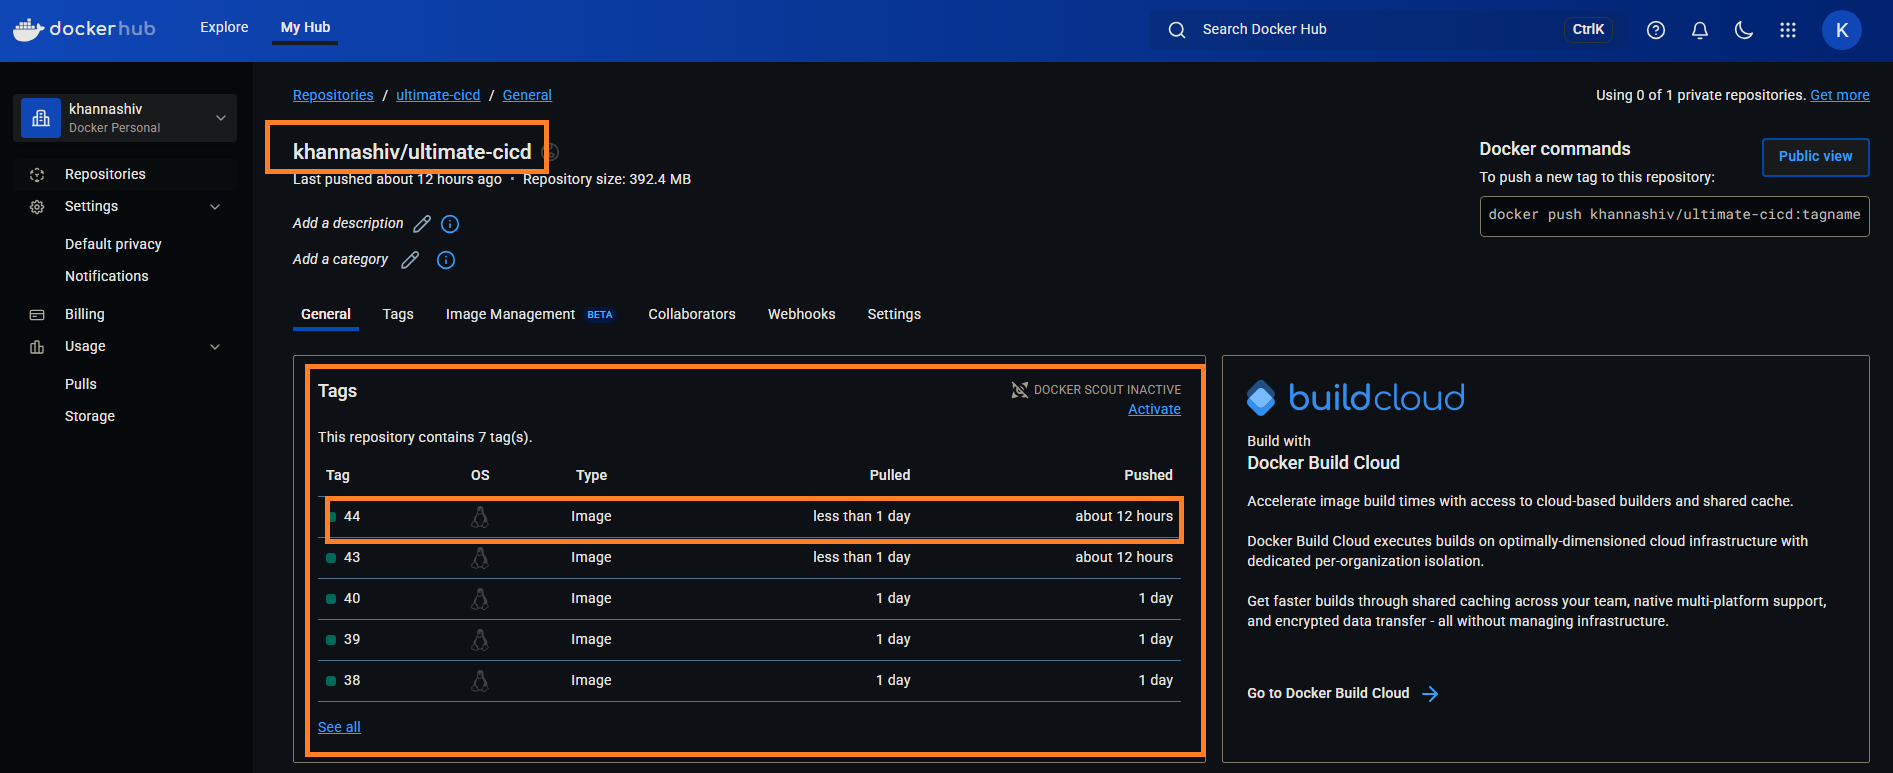 docker hub
Explore
My Hub
Search Docker Hub
CtrlK
K
khannashiv
Docker Personal
Repositories
Settings
Default privacy
Notifications
Billing
Usage
Pulls
Storage
Repositories / ultimate-cicd / General
Using 0 of 1 private repositories. Get more
khannashiv/ultimate-cicd
Last pushed about 12 hours ago · Repository size: 392.4 MB
Add a description
Add a category
Docker commands
Public view
To push a new tag to this repository:
docker push khannashiv/ultimate-cicd:tagname
General Tags Image Management BETA Collaborators Webhooks Settings
Tags
DOCKER SCOUT INACTIVE
Activate
This repository contains 7 tag(s).
Tag OS Type Pulled Pushed
44 Image less than 1 day about 12 hours
43 Image less than 1 day about 12 hours
40 Image 1 day 1 day
39 Image 1 day 1 day
38 Image 1 day 1 day
See all
buildcloud
Build with
Docker Build Cloud
Accelerate image build times with access to cloud-based builders and shared cache.
Docker Build Cloud executes builds on optimally-dimensioned cloud infrastructure with
dedicated per-organization isolation.
Get faster builds through shared caching across your team, native multi-platform support,
and encrypted data transfer - all without managing infrastructure.
Go to Docker Build Cloud